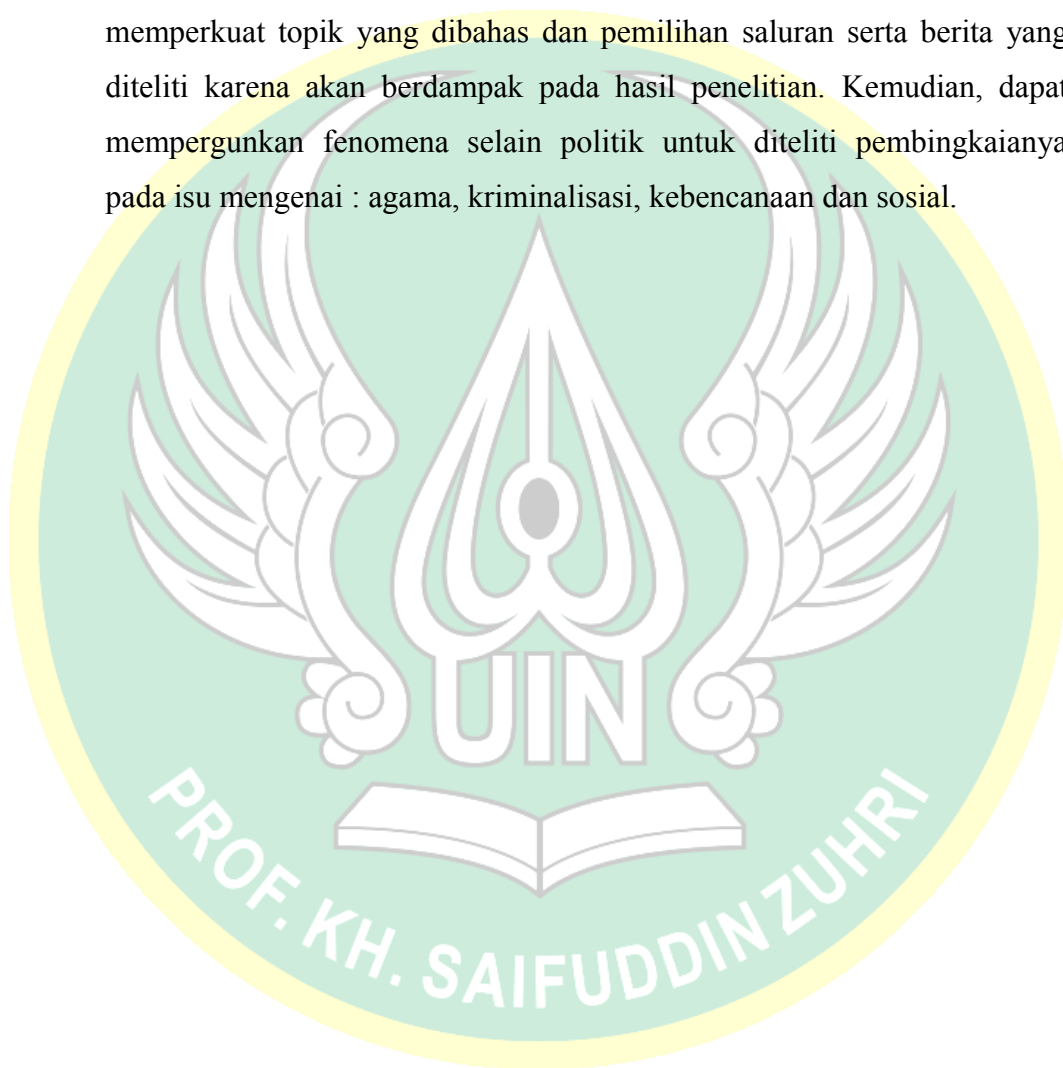 memperkuat topik yang dibahas dan pemilihan saluran serta berita yang
diteliti karena akan berdampak pada hasil penelitian. Kemudian, dapat
mempergunkan fenomena selain politik untuk diteliti pembingkaianya
pada isu mengenai : agama, kriminalisasi, kebencanaan dan sosial.
UIN
PROF. KH. SAIFUDDIN ZUHRI